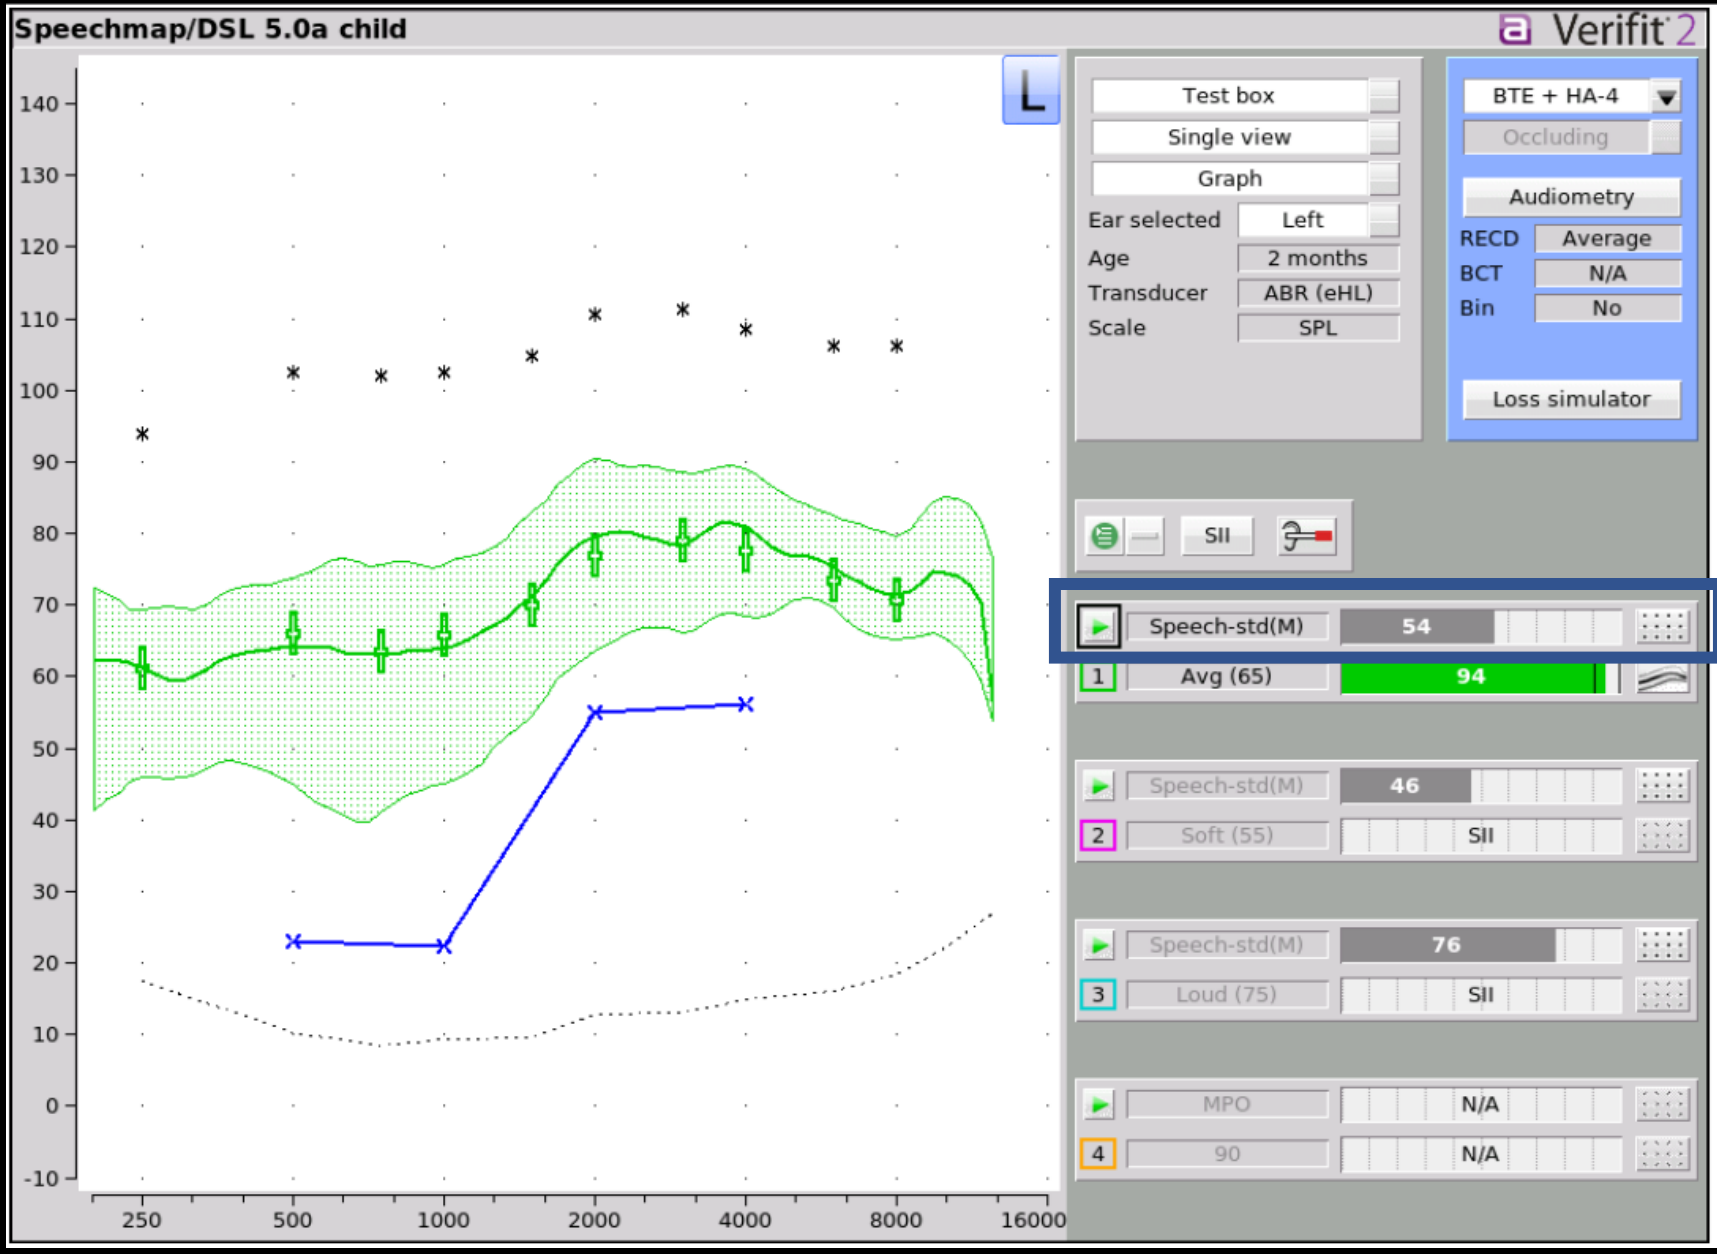 Speechmap/DSL 5.0a child
a Verifit 2
L
140
130
120
110
100
90
80
70
60
50
40
30
20
10
0
-10
250 500 1000 2000 4000 8000 16000
Test box
Single view
Graph
Ear selected Left
Age 2 months
Transducer ABR (eHL)
Scale SPL
BTE + HA-4
Occluding
Audiometry
RECD Average
BCT N/A
Bin No
Loss simulator
SII
Speech-std(M) 54
1 Avg (65) 94
Speech-std(M) 46
2 Soft (55) SII
Speech-std(M) 76
3 Loud (75) SII
MPO N/A
4 90 N/A